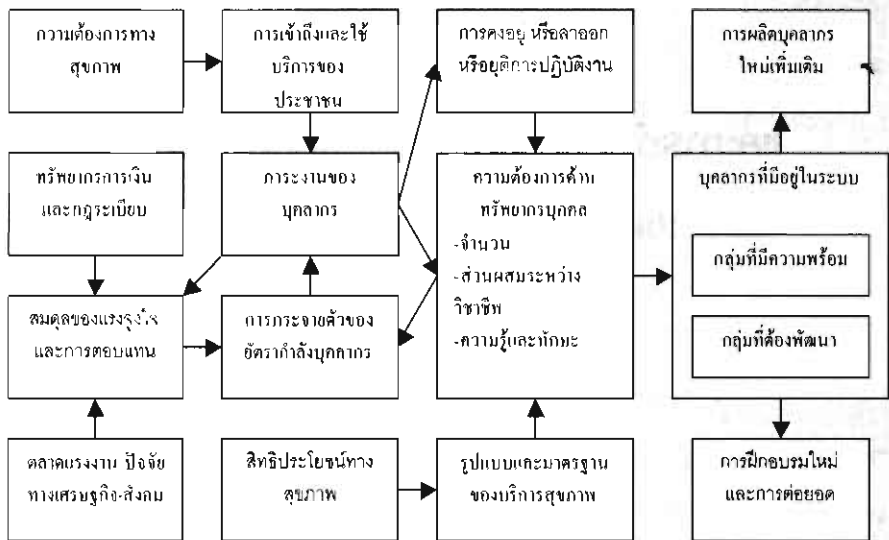 ความต้องการทาง
สุขภาพ
การเข้าถึงและใช้
บริการของ
ประชาชน
การคงอยู่ หรือลาออก
หรือยุติการปฏิบัติงาน
การผลิตบุคลากร
ใหม่เพิ่มเติม
ทรัพยากรการเงิน
และกฎระเบียบ
ภาระงานของ
บุคลากร
ความต้องการด้าน
ทรัพยากรบุคคล
-จำนวน
-ส่วนผสมระหว่าง
วิชาชีพ
-ความรู้และทักษะ
บุคลากรที่มีอยู่ในระบบ
กลุ่มที่มีความพร้อม
กลุ่มที่ต้องพัฒนา
สมดุลของแรงจูงใจ
และการตอบแทน
การกระจายตัวของ
อัตรากำลังบุคลากร
ตลาดแรงงาน ปัจจัย
ทางเศรษฐกิจ-สังคม
สิทธิประโยชน์ทาง
สุขภาพ
รูปแบบและมาตรฐาน
ของบริการสุขภาพ
การฝึกอบรมใหม่
และการต่อยอด